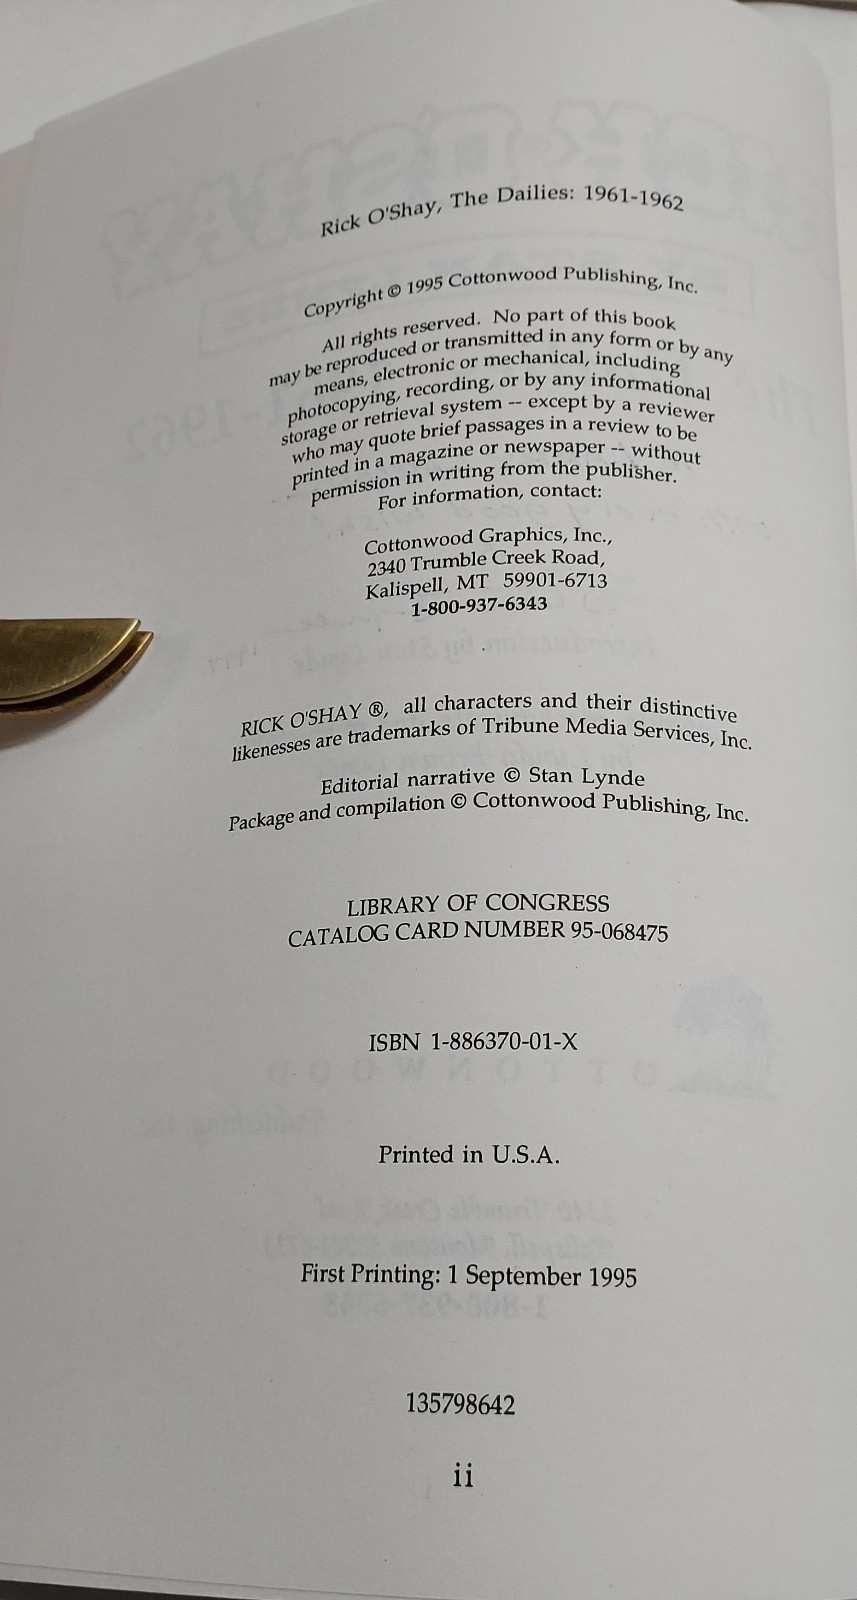 Rick O'Shay, The Dailies: 1961-1962
Copyright © 1995 Cottonwood Publishing, Inc.
All rights reserved. No part of this book
may be reproduced or transmitted in any form or by any
means, electronic or mechanical, including
photocopying, recording, or by any informational
storage or retrieval system -- except by a reviewer
who may quote brief passages in a review to be
printed in a magazine or newspaper -- without
permission in writing from the publisher.
For information, contact:
Cottonwood Graphics, Inc.,
2340 Trumble Creek Road,
Kalispell, MT 59901-6713
1-800-937-6343
RICK O'SHAY ®, all characters and their distinctive
likenesses are trademarks of Tribune Media Services, Inc.
Editorial narrative © Stan Lynde
Package and compilation © Cottonwood Publishing, Inc.
LIBRARY OF CONGRESS
CATALOG CARD NUMBER 95-068475
ISBN 1-886370-01-X
Printed in U.S.A.
First Printing: 1 September 1995
135798642
ii